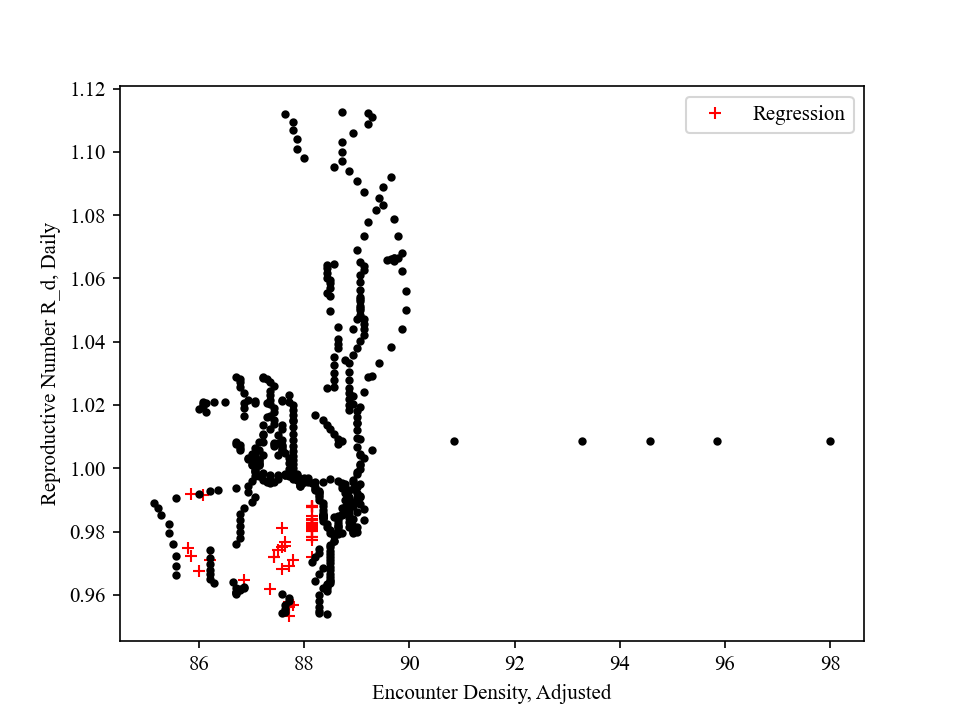 Regression
1.12
1.10
1.08
1.06
1.04
1.02
1.00
0.98
0.96
Reproductive Number R_d, Daily
86 88 90 92 94 96 98
Encounter Density, Adjusted